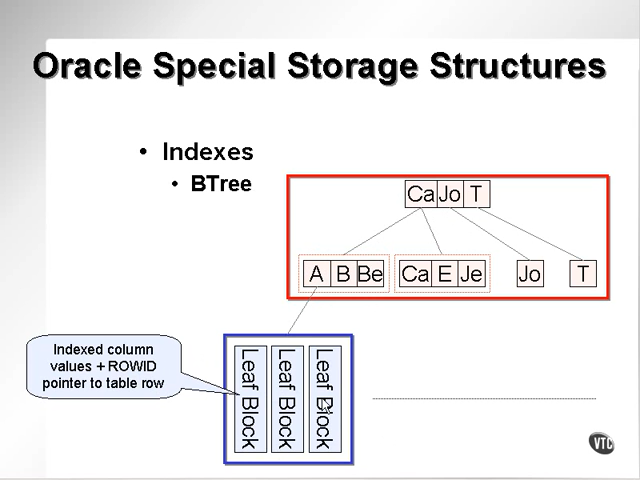 Oracle Special Storage Structures
• Indexes
• BTree
Ca Jo T
A B Be Ca E Je Jo T
Indexed column
values + ROWID
pointer to table row
Leaf Block
Leaf Block
Leaf Block
VTC